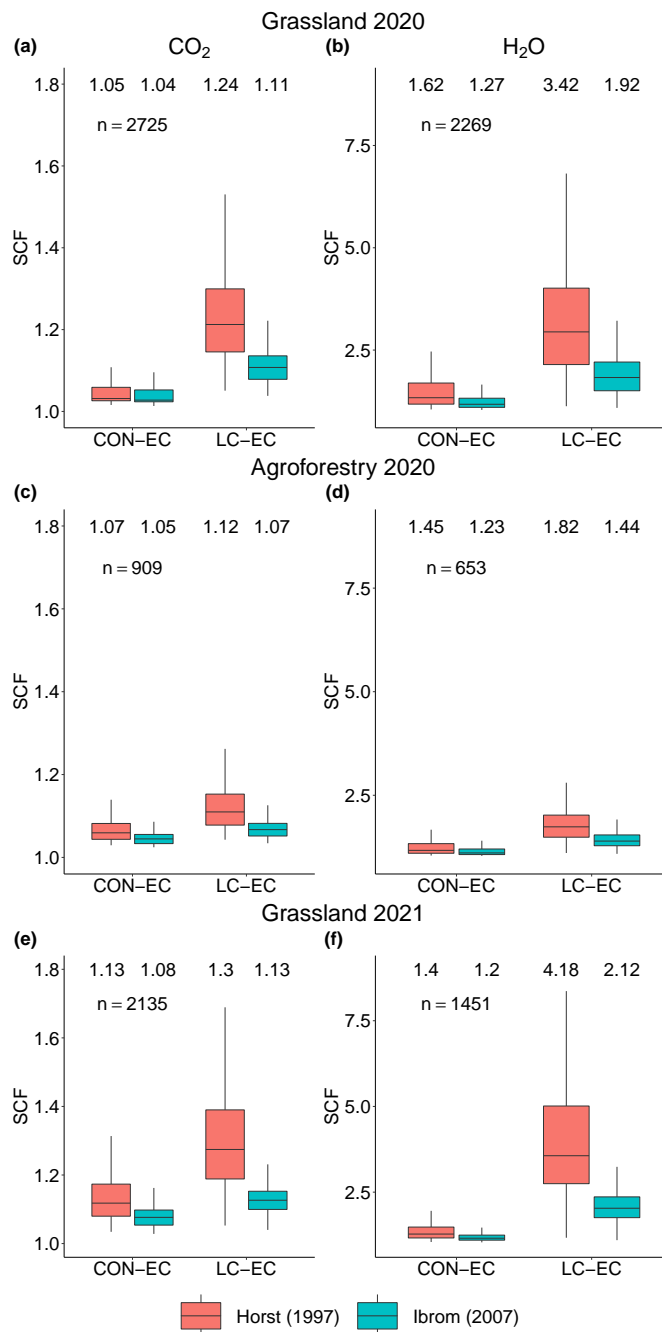 Grassland 2020
(a) CO₂ (b) H₂O
1.05 1.04 1.24 1.11
n = 2725
1.8
1.6
1.4
1.2
1.0
SCF
CON−EC LC−EC
1.62 1.27 3.42 1.92
n = 2269
7.5
5.0
2.5
SCF
CON−EC LC−EC
Agroforestry 2020
(c) (d)
1.07 1.05 1.12 1.07
n = 909
1.8
1.6
1.4
1.2
1.0
SCF
CON−EC LC−EC
1.45 1.23 1.82 1.44
n = 653
7.5
5.0
2.5
SCF
CON−EC LC−EC
Grassland 2021
(e) (f)
1.13 1.08 1.3 1.13
n = 2135
1.8
1.6
1.4
1.2
1.0
SCF
CON−EC LC−EC
1.4 1.2 4.18 2.12
n = 1451
7.5
5.0
2.5
SCF
CON−EC LC−EC
Horst (1997) Ibrom (2007)